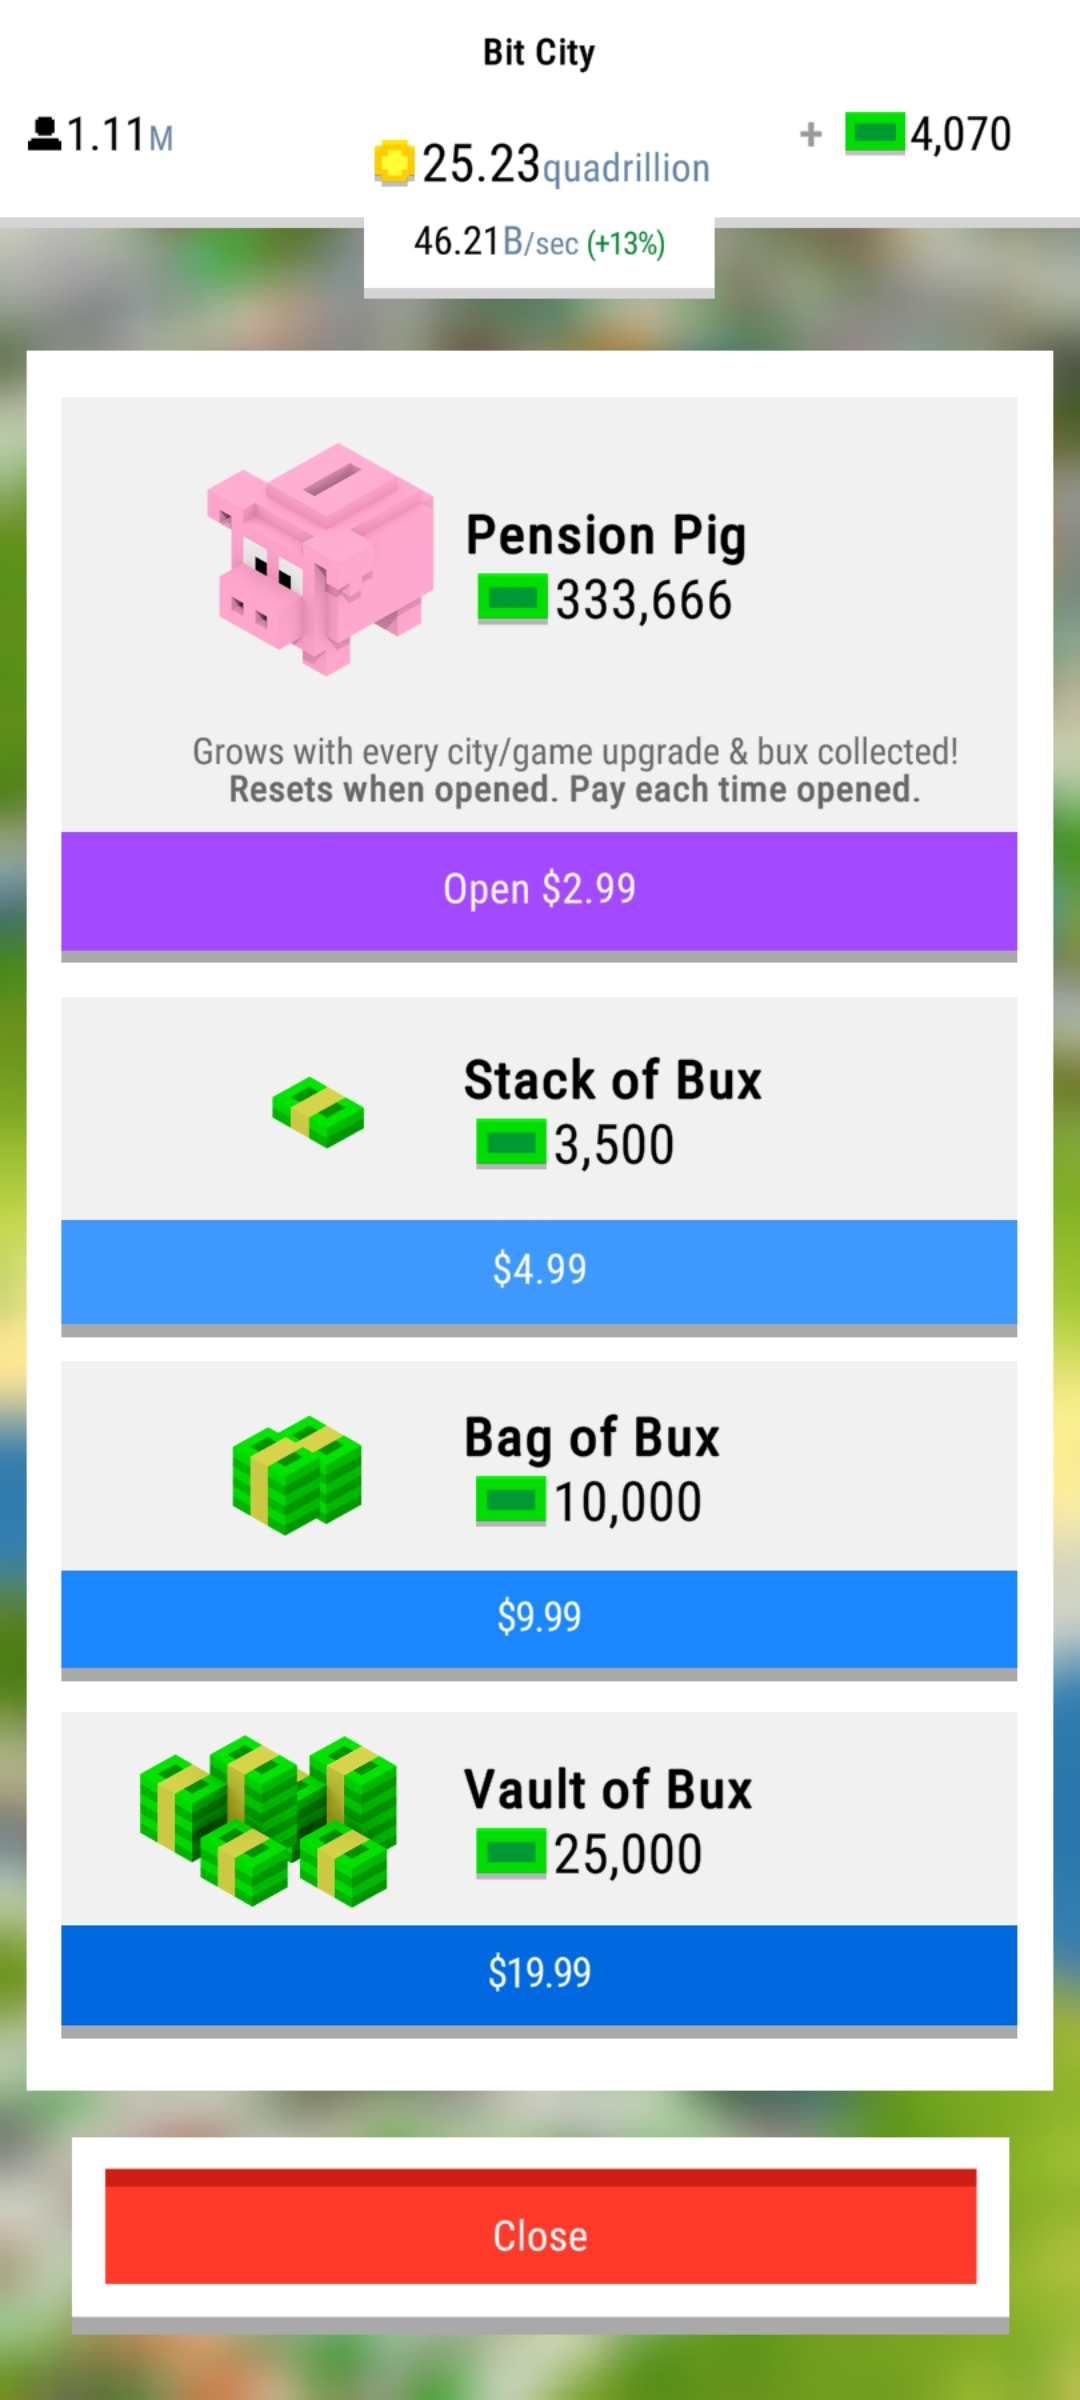 Bit City
1.11M
25.23quadrillion
+ 4,070
46.21B/sec (+13%)
Pension Pig
333,666
Grows with every city/game upgrade & bux collected!
Resets when opened. Pay each time opened.
Open $2.99
Stack of Bux
3,500
$4.99
Bag of Bux
10,000
$9.99
Vault of Bux
25,000
$19.99
Close